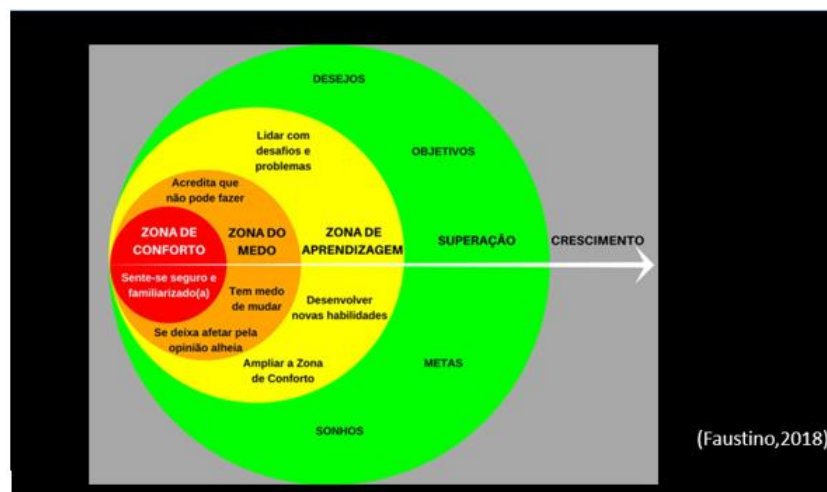 DESEJOS
Lidar com
desafios e
problemas
OBJETIVOS
Acredita que
não pode fazer
ZONA DE
CONFORTO
ZONA DO
MEDO
ZONA DE
APRENDIZAGEM
SUPERAÇÃO
CRESCIMENTO
Sente-se seguro e
familiarizado(a)
Tem medo
de mudar
Desenvolver
novas habilidades
Se deixa afetar pela
opinião alheia
Ampliar a Zona
de Conforto
METAS
SONHOS
(Faustino,2018)